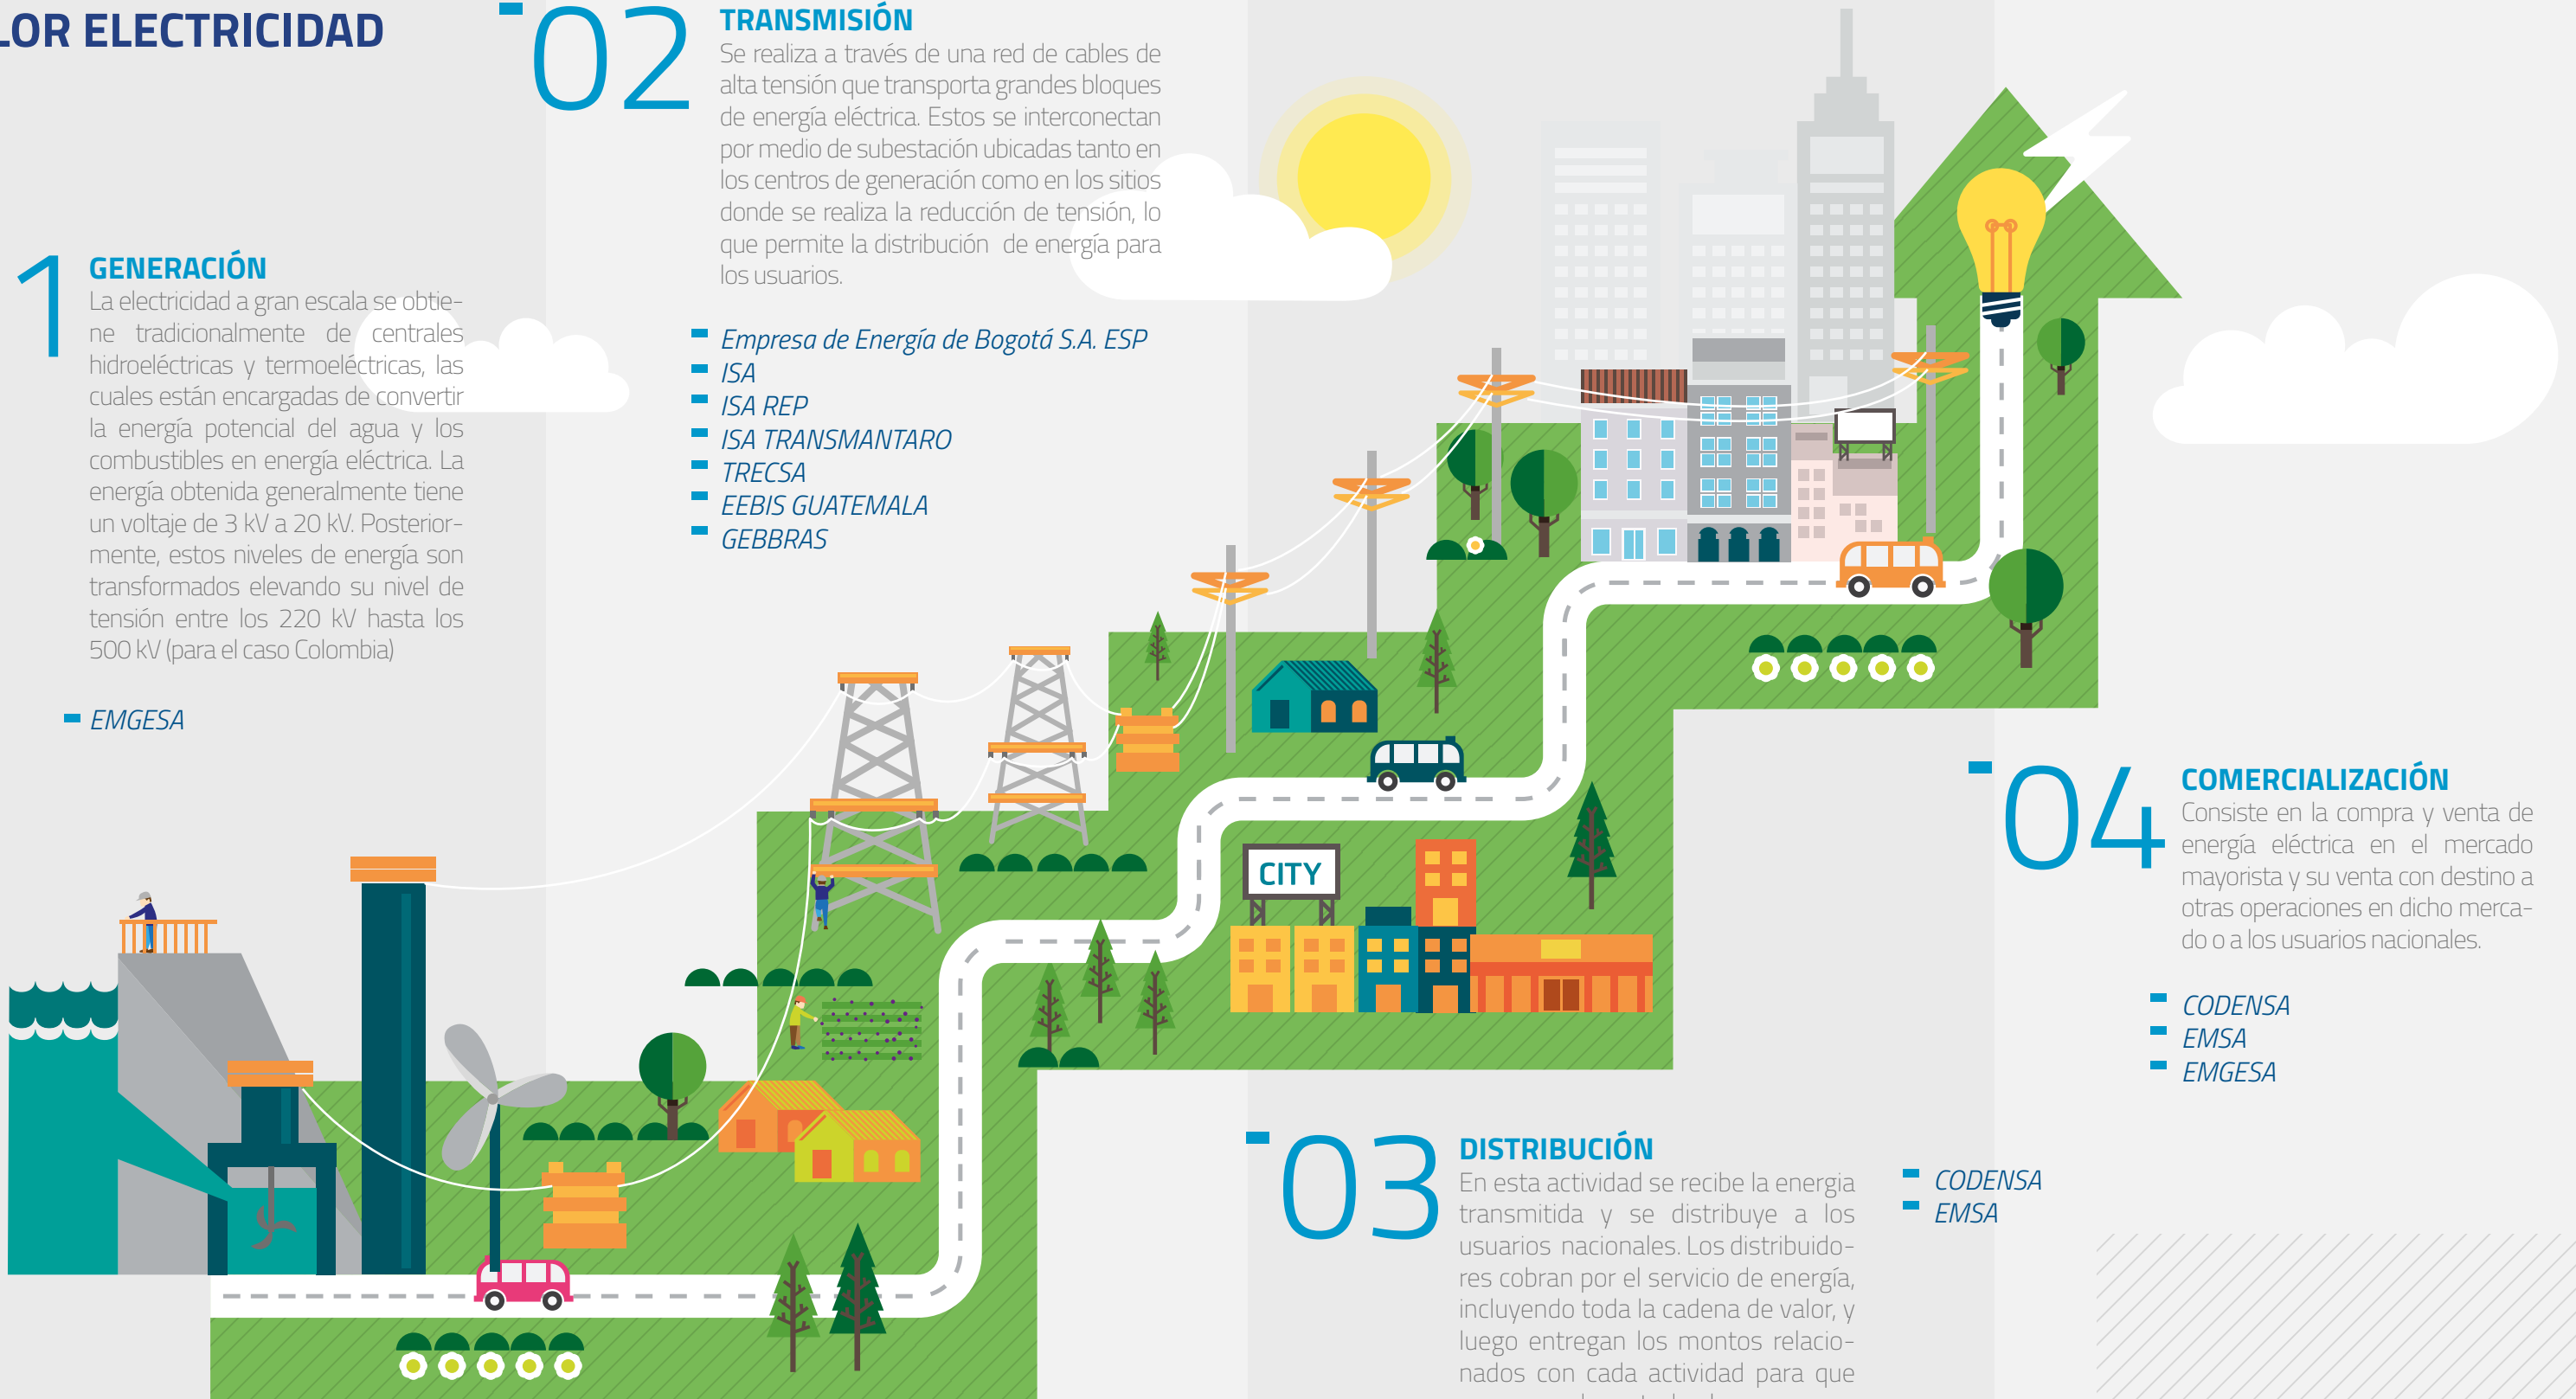 LOR ELECTRICIDAD
1
GENERACIÓN
La electricidad a gran escala se obtie-
ne tradicionalmente de centrales
hidroeléctricas y termoeléctricas, las
cuales están encargadas de convertir
la energía potencial del agua y los
combustibles en energía eléctrica. La
energía obtenida generalmente tiene
un voltaje de 3 kV a 20 kV. Posterior-
mente, estos niveles de energía son
transformados elevando su nivel de
tensión entre los 220 kV hasta los
500 kV (para el caso Colombia)
EMGESA
02
TRANSMISIÓN
Se realiza a través de una red de cables de
alta tensión que transporta grandes bloques
de energía eléctrica. Estos se interconectan
por medio de subestación ubicadas tanto en
los centros de generación como en los sitios
donde se realiza la reducción de tensión, lo
que permite la distribución de energía para
los usuarios.
Empresa de Energía de Bogotá S.A. ESP
ISA
ISA REP
ISA TRANSMANTARO
TRECSA
EEBIS GUATEMALA
GEBBRAS
CITY
03
DISTRIBUCIÓN
En esta actividad se recibe la energia
transmitida y se distribuye a los
usuarios nacionales. Los distribuido-
res cobran por el servicio de energía,
incluyendo toda la cadena de valor, y
luego entregan los montos relacio-
nados con cada actividad para que
CODENSA
EMSA
04
COMERCIALIZACIÓN
Consiste en la compra y venta de
energía eléctrica en el mercado
mayorista y su venta con destino a
otras operaciones en dicho merca-
do o a los usuarios nacionales.
CODENSA
EMSA
EMGESA